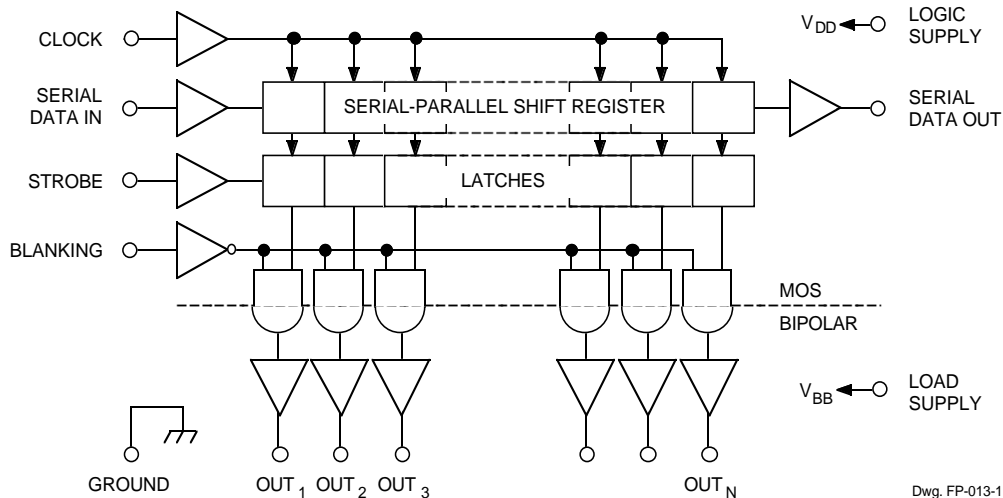 CLOCK
V_DD
LOGIC
SUPPLY
SERIAL
DATA IN
SERIAL-PARALLEL SHIFT REGISTER
SERIAL
DATA OUT
STROBE
LATCHES
BLANKING
MOS
BIPOLAR
V_BB
LOAD
SUPPLY
GROUND
OUT_1
OUT_2
OUT_3
OUT_N
Dwg. FP-013-1